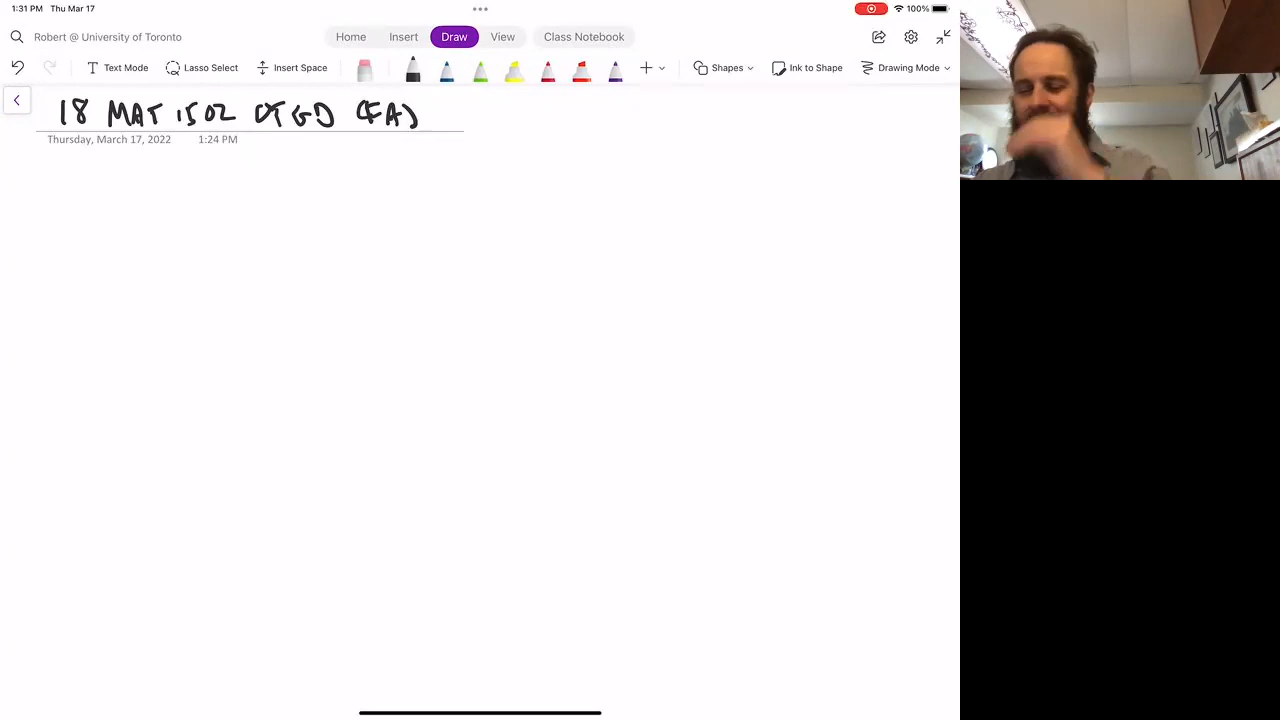 1:31 PM Thu Mar 17
100%
Robert @ University of Toronto
Home Insert Draw View Class Notebook
Text Mode Lasso Select Insert Space Shapes Ink to Shape Drawing Mode
18 MAT 1502
Thursday, March 17, 2022 1:24 PM